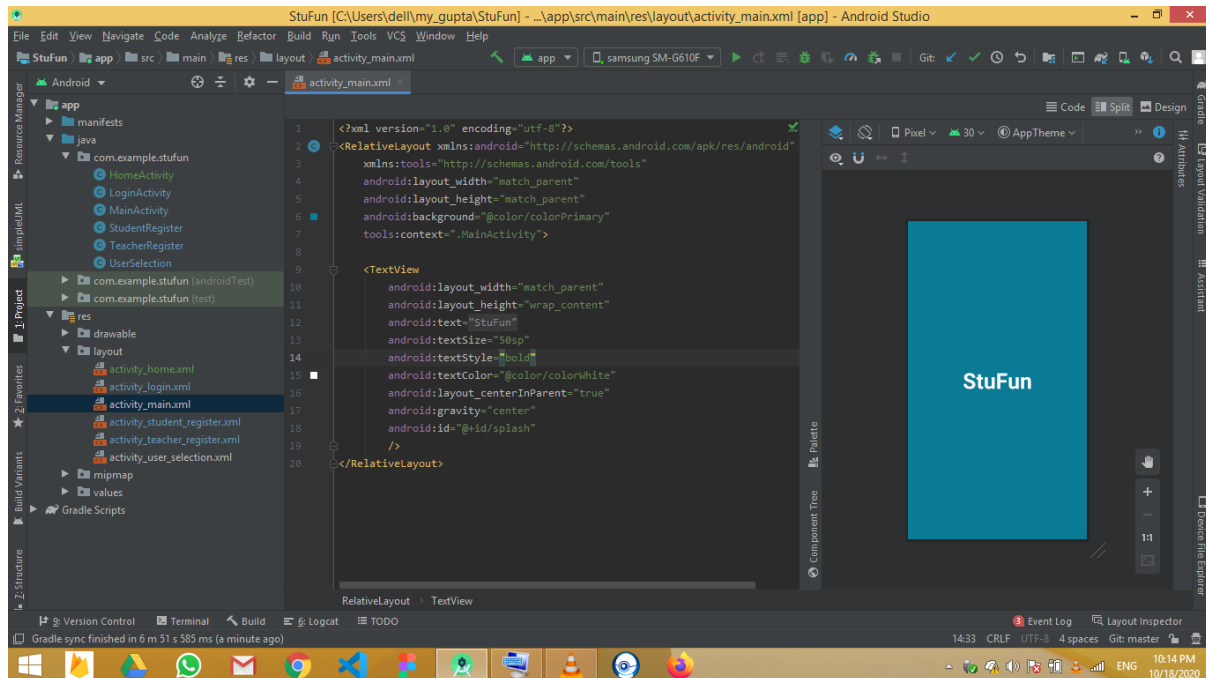 StuFun [C:\Users\dell\my_gupta\StuFun] - ...\app\src\main\res\layout\activity_main.xml [app] - Android Studio
File Edit View Navigate Code Analyze Refactor Build Run Tools VCS Window Help
StuFun app src main res layout activity_main.xml app samsung SM-G610F Git:
Android activity_main.xml
Code Split Design
Resource Manager
simpleUML
1: Project
2: Favorites
Build Variants
7: Structure
app
manifests
java
com.example.stufun
HomeActivity
LoginActivity
MainActivity
StudentRegister
TeacherRegister
UserSelection
com.example.stufun (androidTest)
com.example.stufun (test)
res
drawable
layout
activity_home.xml
activity_login.xml
activity_main.xml
activity_student_register.xml
activity_teacher_register.xml
activity_user_selection.xml
mipmap
values
Gradle Scripts
1 <?xml version="1.0" encoding="utf-8"?>
2 <RelativeLayout xmlns:android="http://schemas.android.com/apk/res/android"
3 xmlns:tools="http://schemas.android.com/tools"
4 android:layout_width="match_parent"
5 android:layout_height="match_parent"
6 android:background="@color/colorPrimary"
7 tools:context=".MainActivity">
8
9 <TextView
10 android:layout_width="match_parent"
11 android:layout_height="wrap_content"
12 android:text="StuFun"
13 android:textSize="50sp"
14 android:textStyle="bold"
15 android:textColor="@color/colorWhite"
16 android:layout_centerInParent="true"
17 android:gravity="center"
18 android:id="@+id/splash"
19 />
20 </RelativeLayout>
RelativeLayout TextView
Palette
Component Tree
Pixel 30 AppTheme
StuFun
1:1
Gradle
Attributes
Layout Validation
Assistant
Device File Explorer
9: Version Control Terminal Build 6: Logcat TODO 3 Event Log Layout Inspector
Gradle sync finished in 6 m 51 s 585 ms (a minute ago) 14:33 CRLF UTF-8 4 spaces Git: master
ENG 10:14 PM
10/18/2020